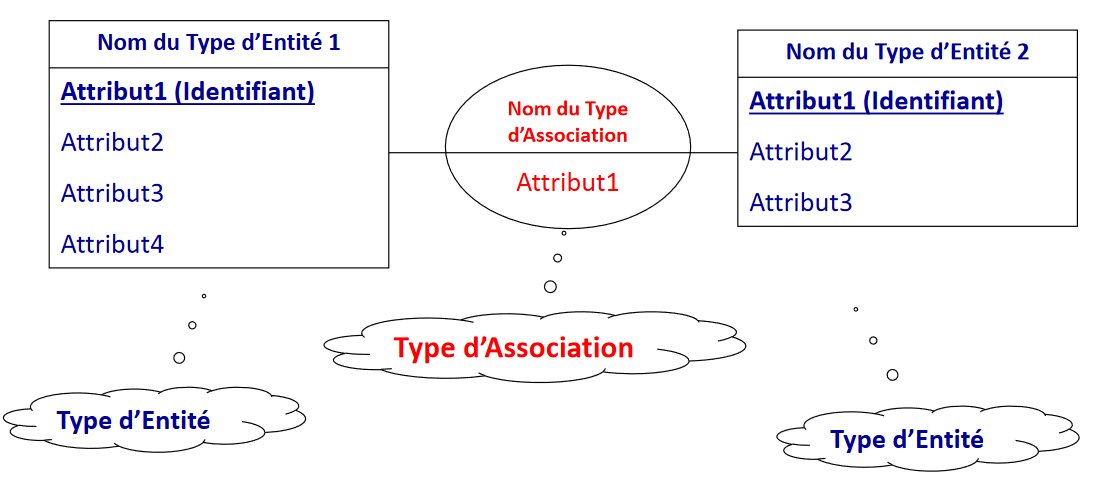 Nom du Type d’Entité 1
Attribut1 (Identifiant)
Attribut2
Attribut3
Attribut4
Nom du Type
d’Association
Attribut1
Nom du Type d’Entité 2
Attribut1 (Identifiant)
Attribut2
Attribut3
Type d’Entité
Type d’Association
Type d’Entité